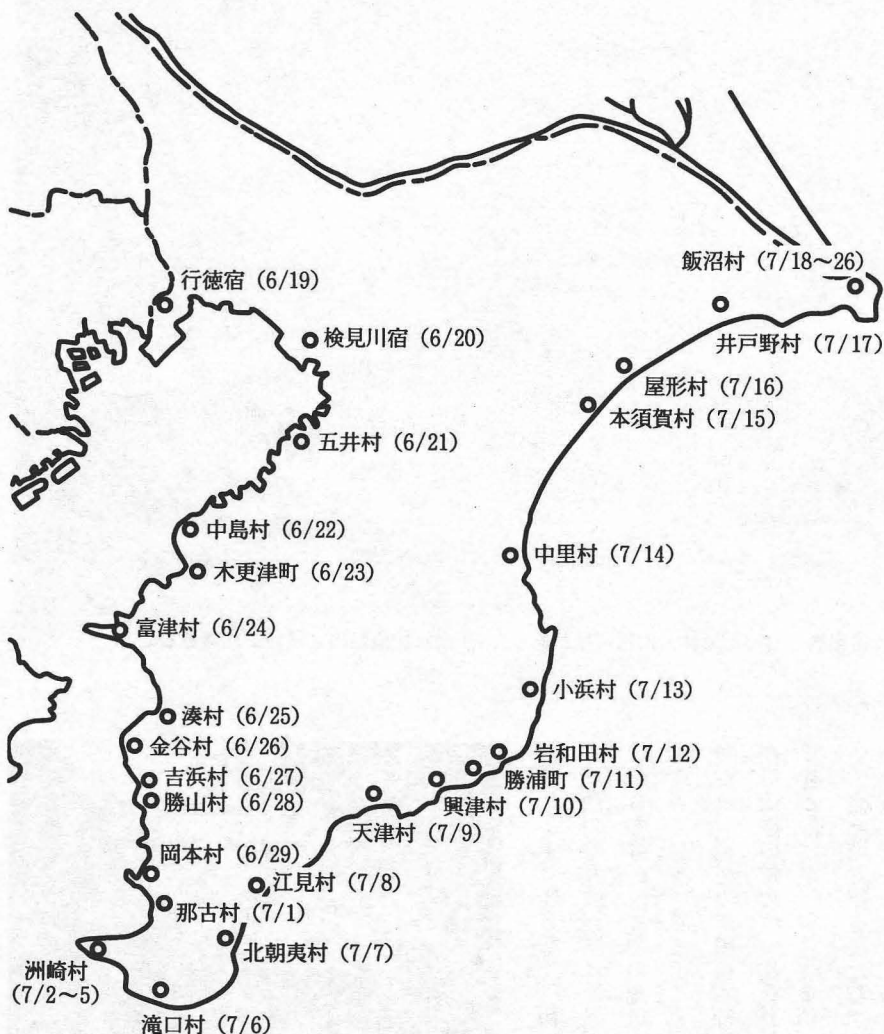 行徳宿 (6/19)
検見川宿 (6/20)
五井村 (6/21)
中島村 (6/22)
木更津町 (6/23)
富津村 (6/24)
湊村 (6/25)
金谷村 (6/26)
吉浜村 (6/27)
勝山村 (6/28)
岡本村 (6/29)
那古村 (7/1)
洲崎村
(7/2〜5)
滝口村 (7/6)
北朝夷村 (7/7)
江見村 (7/8)
天津村 (7/9)
興津村 (7/10)
勝浦町 (7/11)
岩和田村 (7/12)
小浜村 (7/13)
中里村 (7/14)
本須賀村 (7/15)
屋形村 (7/16)
井戸野村 (7/17)
飯沼村 (7/18〜26)